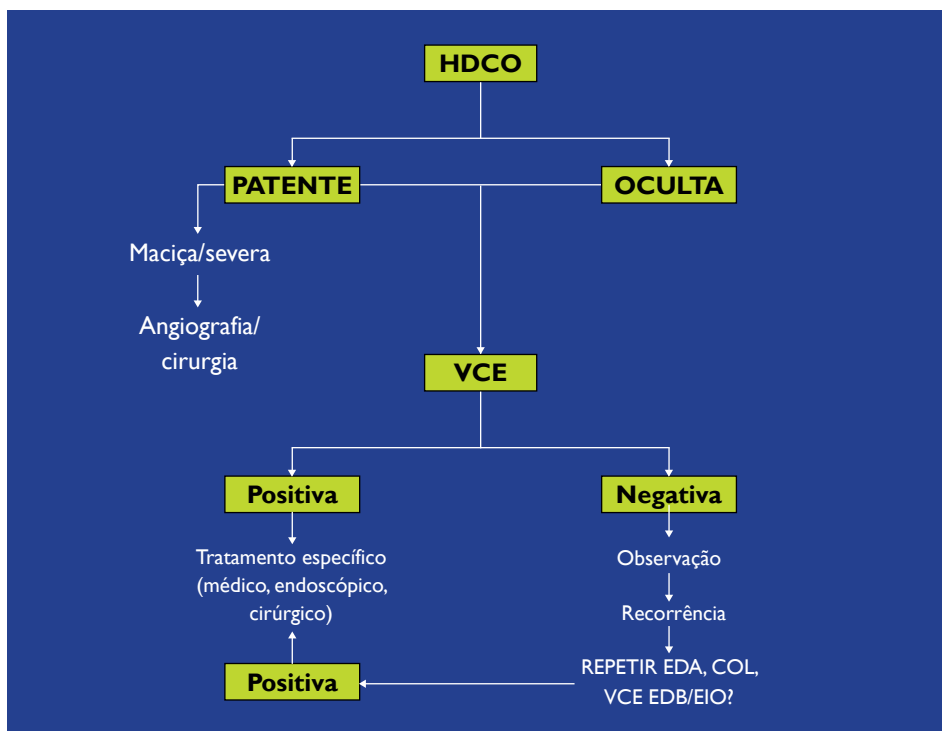 HDCO
PATENTE
OCULTA
Maciça/severa
Angiografia/
cirurgia
VCE
Positiva
Negativa
Tratamento específico
(médico, endoscópico,
cirúrgico)
Observação
Recorrência
REPETIR EDA, COL,
VCE EDB/EIO?
Positiva